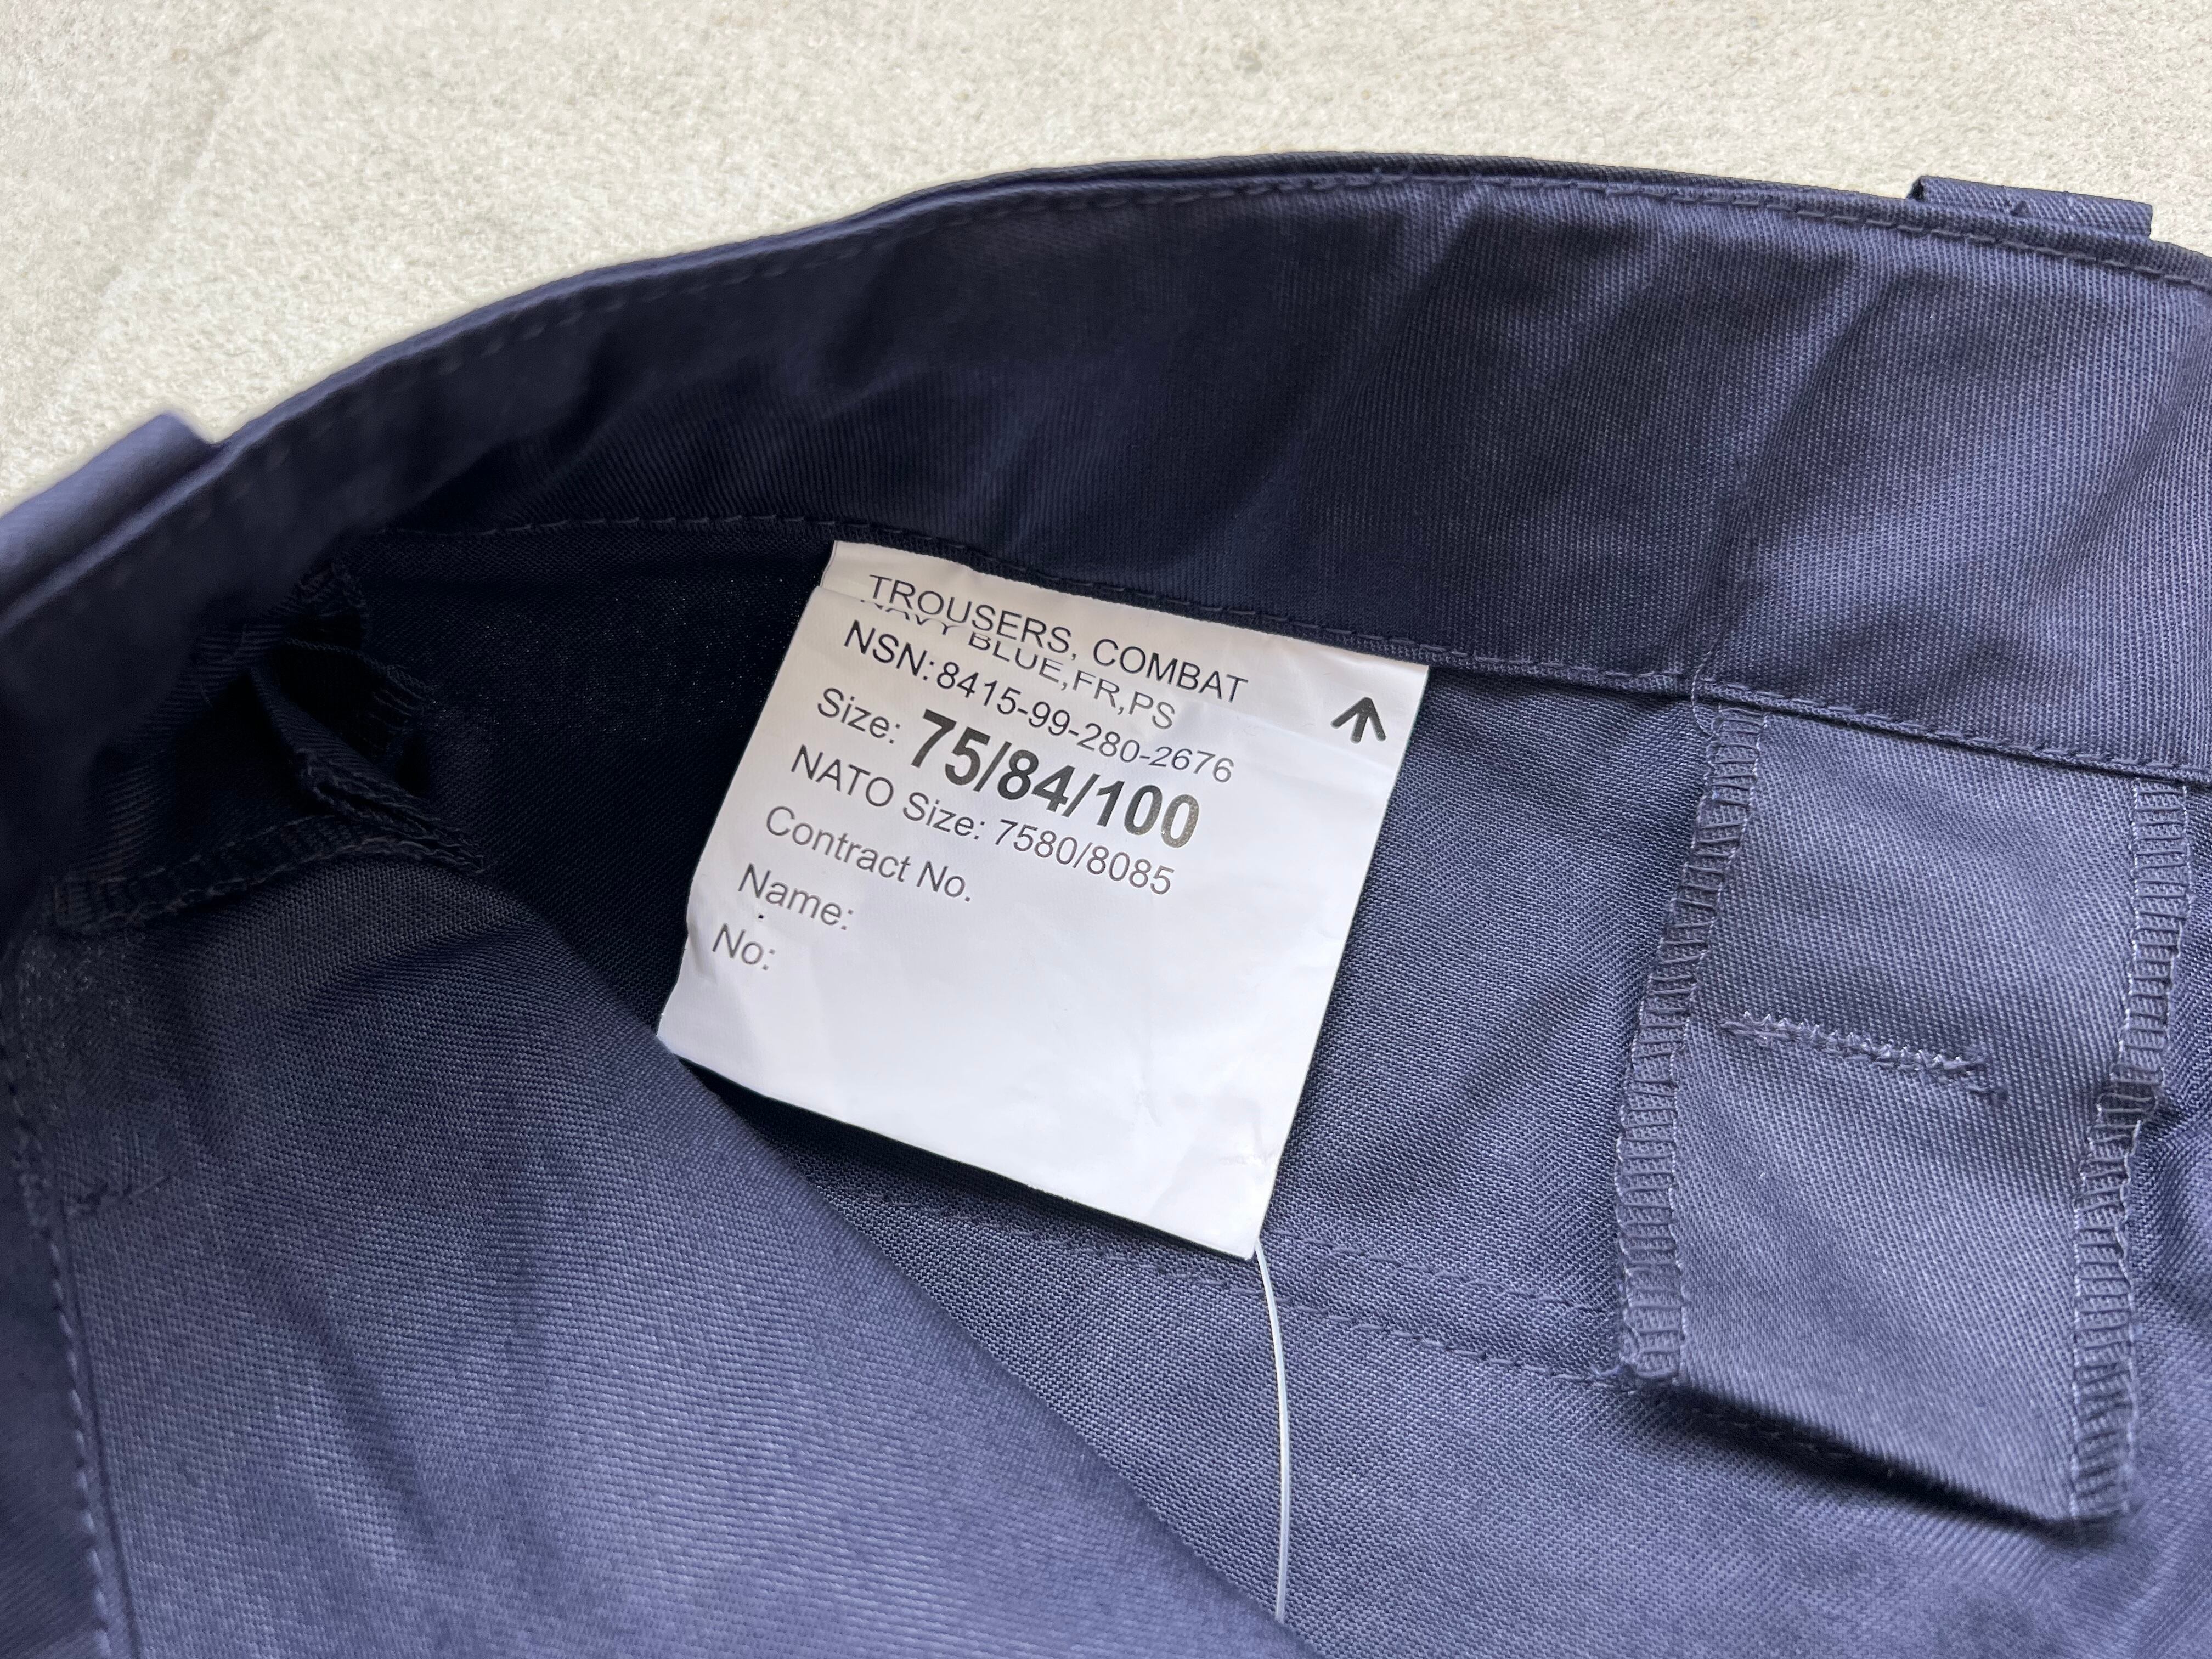 TROUSERS, COMBAT
NAVY BLUE,FR,PS
NSN:8415-99-280-2676
Size: 75/84/100
NATO Size: 7580/8085
Contract No.
Name:
No: